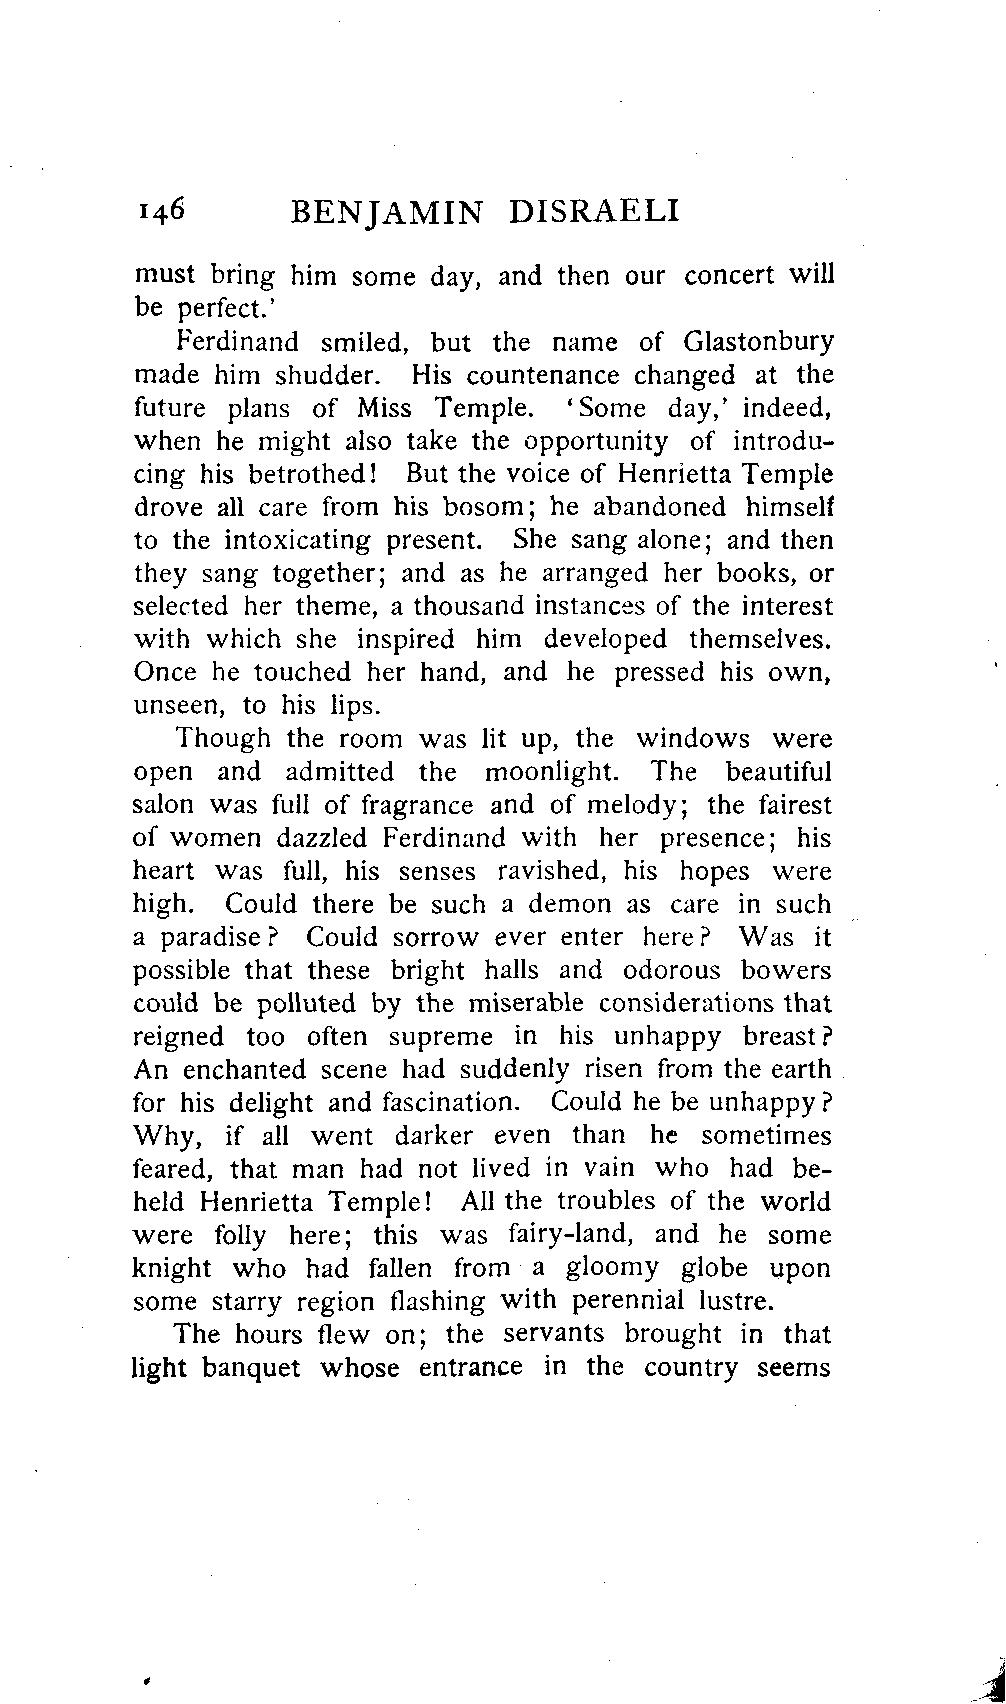 146 BENJAMIN DISRAELI
must bring him some day, and then our concert will
be perfect.'
Ferdinand smiled, but the name of Glastonbury
made him shudder. His countenance changed at the
future plans of Miss Temple. 'Some day,' indeed,
when he might also take the opportunity of introdu-
cing his betrothed! But the voice of Henrietta Temple
drove all care from his bosom; he abandoned himself
to the intoxicating present. She sang alone; and then
they sang together; and as he arranged her books, or
selected her theme, a thousand instances of the interest
with which she inspired him developed themselves.
Once he touched her hand, and he pressed his own,
unseen, to his lips.
Though the room was lit up, the windows were
open and admitted the moonlight. The beautiful
salon was full of fragrance and of melody; the fairest
of women dazzled Ferdinand with her presence; his
heart was full, his senses ravished, his hopes were
high. Could there be such a demon as care in such
a paradise? Could sorrow ever enter here? Was it
possible that these bright halls and odorous bowers
could be polluted by the miserable considerations that
reigned too often supreme in his unhappy breast?
An enchanted scene had suddenly risen from the earth
for his delight and fascination. Could he be unhappy?
Why, if all went darker even than he sometimes
feared, that man had not lived in vain who had be-
held Henrietta Temple! All the troubles of the world
were folly here; this was fairy-land, and he some
knight who had fallen from a gloomy globe upon
some starry region flashing with perennial lustre.
The hours flew on; the servants brought in that
light banquet whose entrance in the country seems